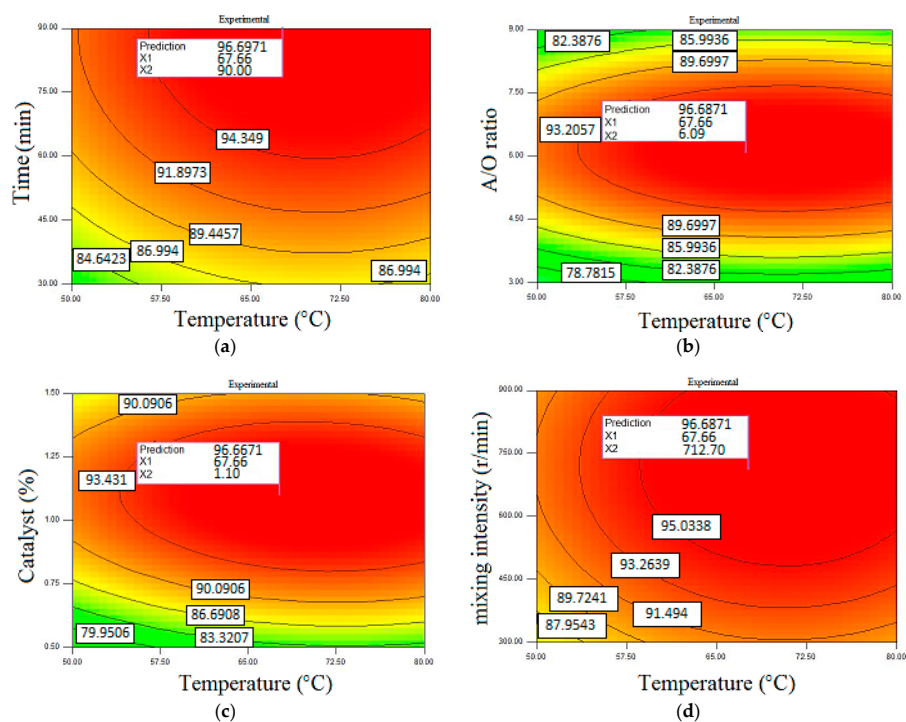 Experimental
90.00
75.00
60.00
45.00
30.00
Time (min)
Prediction 96.6971
X1 67.66
X2 90.00
94.349
91.8973
89.4457
86.994
84.6423
86.994
50.00 57.50 65.00 72.50 80.00
Temperature (°C)
(a)
Experimental
9.00
7.50
6.00
4.50
3.00
A/O ratio
82.3876
85.9936
89.6997
Prediction 96.6871
X1 67.66
X2 6.09
93.2057
89.6997
85.9936
82.3876
78.7815
50.00 57.50 65.00 72.50 80.00
Temperature (°C)
(b)
Experimental
1.50
1.25
1.00
0.75
0.50
Catalyst (%)
90.0906
Prediction 96.6671
X1 67.66
X2 1.10
93.431
90.0906
86.6908
83.3207
79.9506
50.00 57.50 65.00 72.50 80.00
Temperature (°C)
(c)
Experimental
900.00
750.00
600.00
450.00
300.00
mixing intensity (r/min)
Prediction 96.6871
X1 67.66
X2 712.70
95.0338
93.2639
91.494
89.7241
87.9543
50.00 57.50 65.00 72.50 80.00
Temperature (°C)
(d)